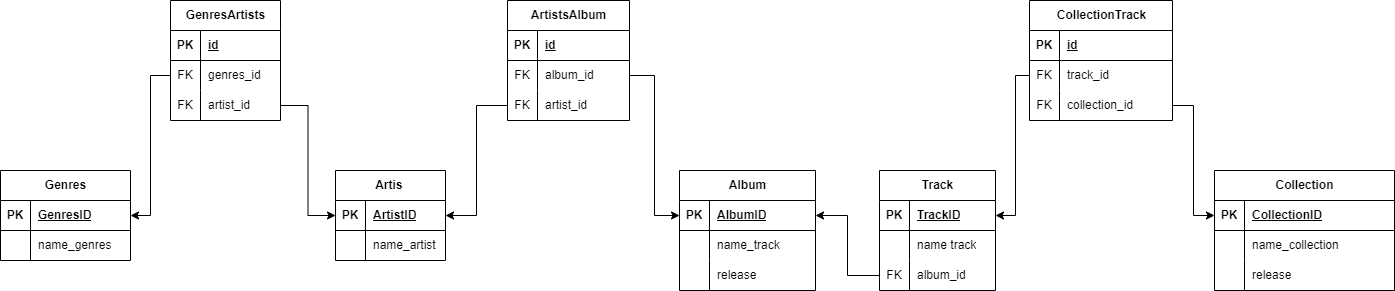 GenresArtists
PK id
FK genres_id
FK artist_id
ArtistsAlbum
PK id
FK album_id
FK artist_id
CollectionTrack
PK id
FK track_id
FK collection_id
Genres
PK GenresID
name_genres
Artis
PK ArtistID
name_artist
Album
PK AlbumID
name_track
release
Track
PK TrackID
name track
FK album_id
Collection
PK CollectionID
name_collection
release